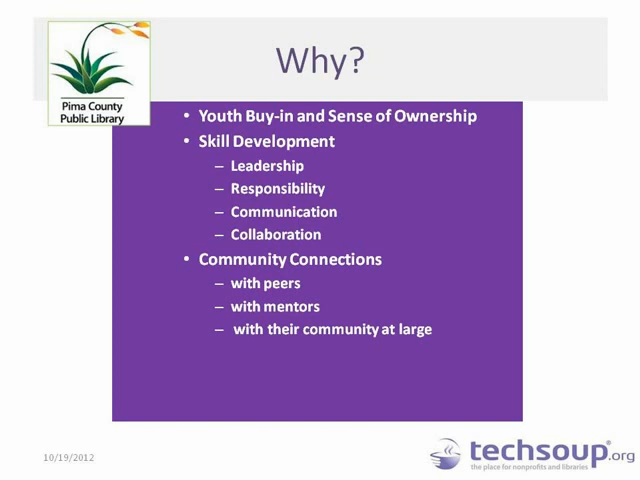 Why?
Pima County
Public Library
• Youth Buy-in and Sense of Ownership
• Skill Development
– Leadership
– Responsibility
– Communication
– Collaboration
• Community Connections
– with peers
– with mentors
– with their community at large
10/19/2012
techsoup®.org
the place for nonprofits and libraries